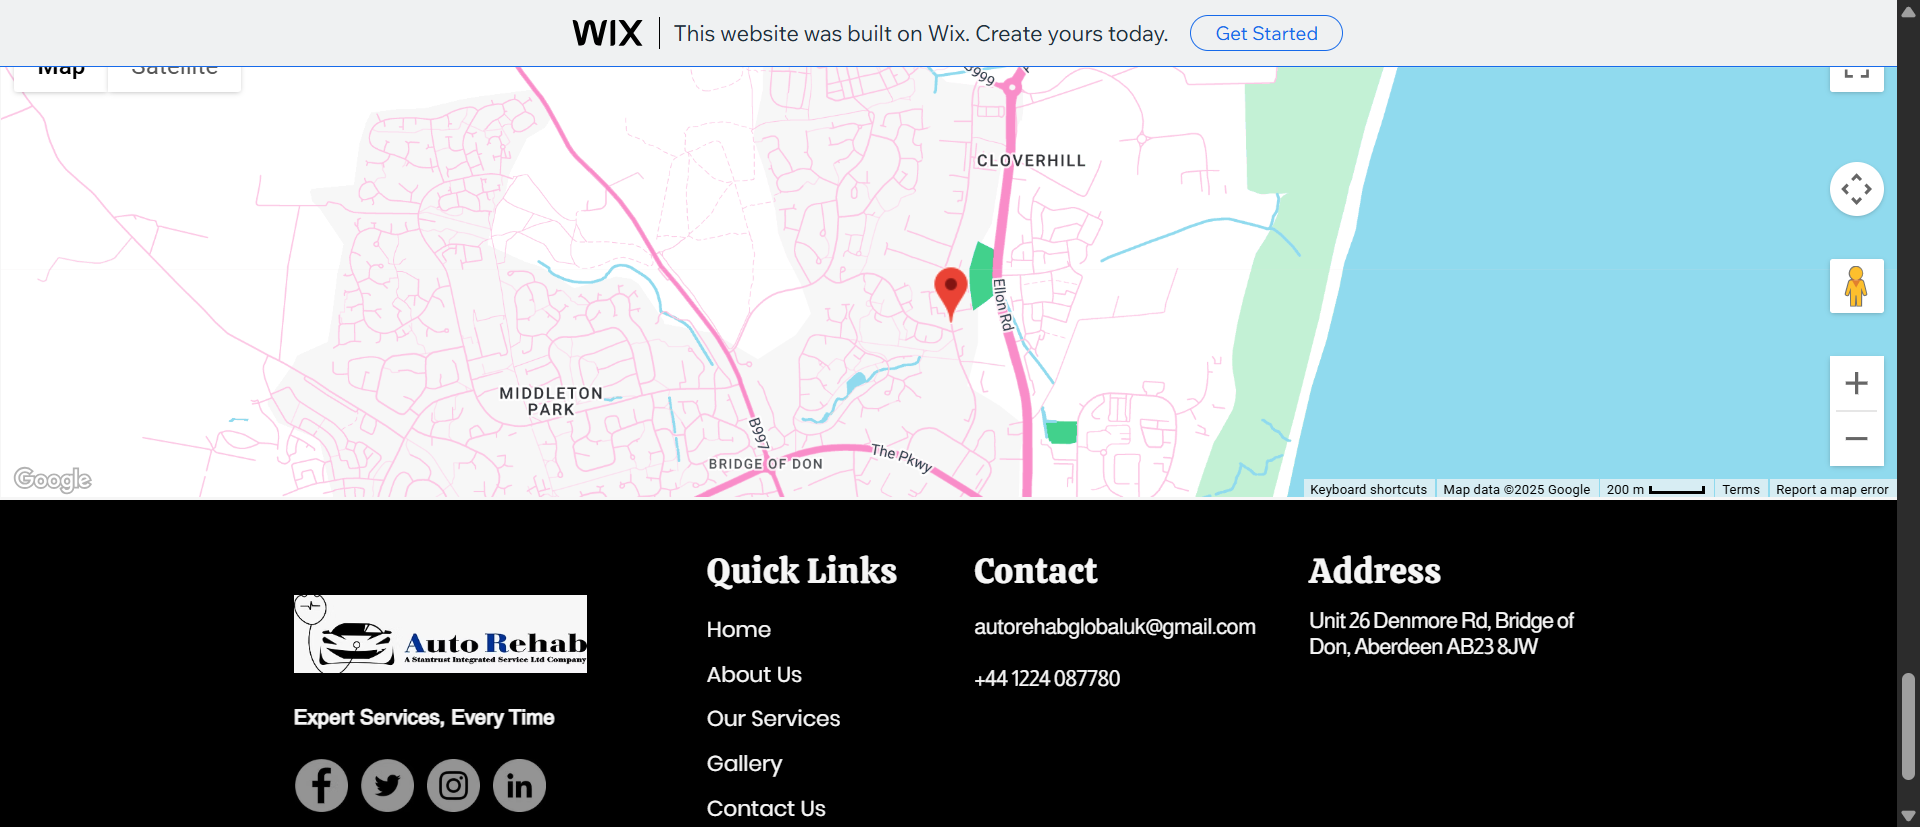 WIX
This website was built on Wix. Create yours today.
Get Started
Map
Satellite
B999
CLOVERHILL
Ellon Rd
MIDDLETON
PARK
B997
BRIDGE OF DON
The Pkwy
Google
Keyboard shortcuts
Map data ©2025 Google
200 m
Terms
Report a map error
Auto Rehab
A Stantrust Integrated Service Ltd Company
Expert Services, Every Time
Quick Links
Home
About Us
Our Services
Gallery
Contact Us
Contact
autorehabglobaluk@gmail.com
+44 1224 087780
Address
Unit 26 Denmore Rd, Bridge of
Don, Aberdeen AB23 8JW